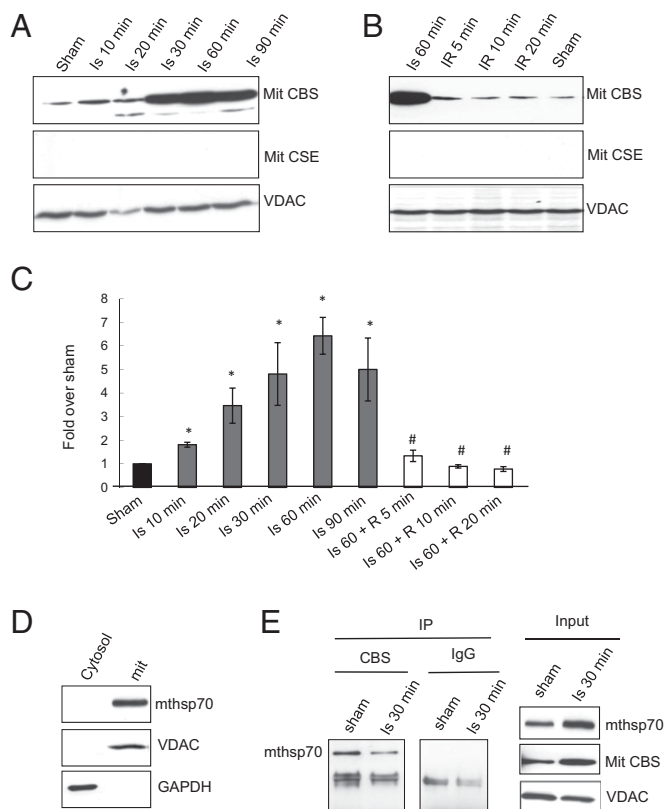 A
Sham
Is 10 min
Is 20 min
Is 30 min
Is 60 min
Is 90 min
Mit CBS
Mit CSE
VDAC
B
Is 60 min
IR 5 min
IR 10 min
IR 20 min
Sham
Mit CBS
Mit CSE
VDAC
C
Fold over sham
8
7
6
5
4
3
2
1
0
*
*
*
*
*
#
#
#
Sham
Is 10 min
Is 20 min
Is 30 min
Is 60 min
Is 90 min
Is 60 + R 5 min
Is 60 + R 10 min
Is 60 + R 20 min
D
Cytosol
mit
mthsp70
VDAC
GAPDH
E
IP
CBS
IgG
sham
Is 30 min
sham
Is 30 min
mthsp70
Input
sham
Is 30 min
mthsp70
Mit CBS
VDAC